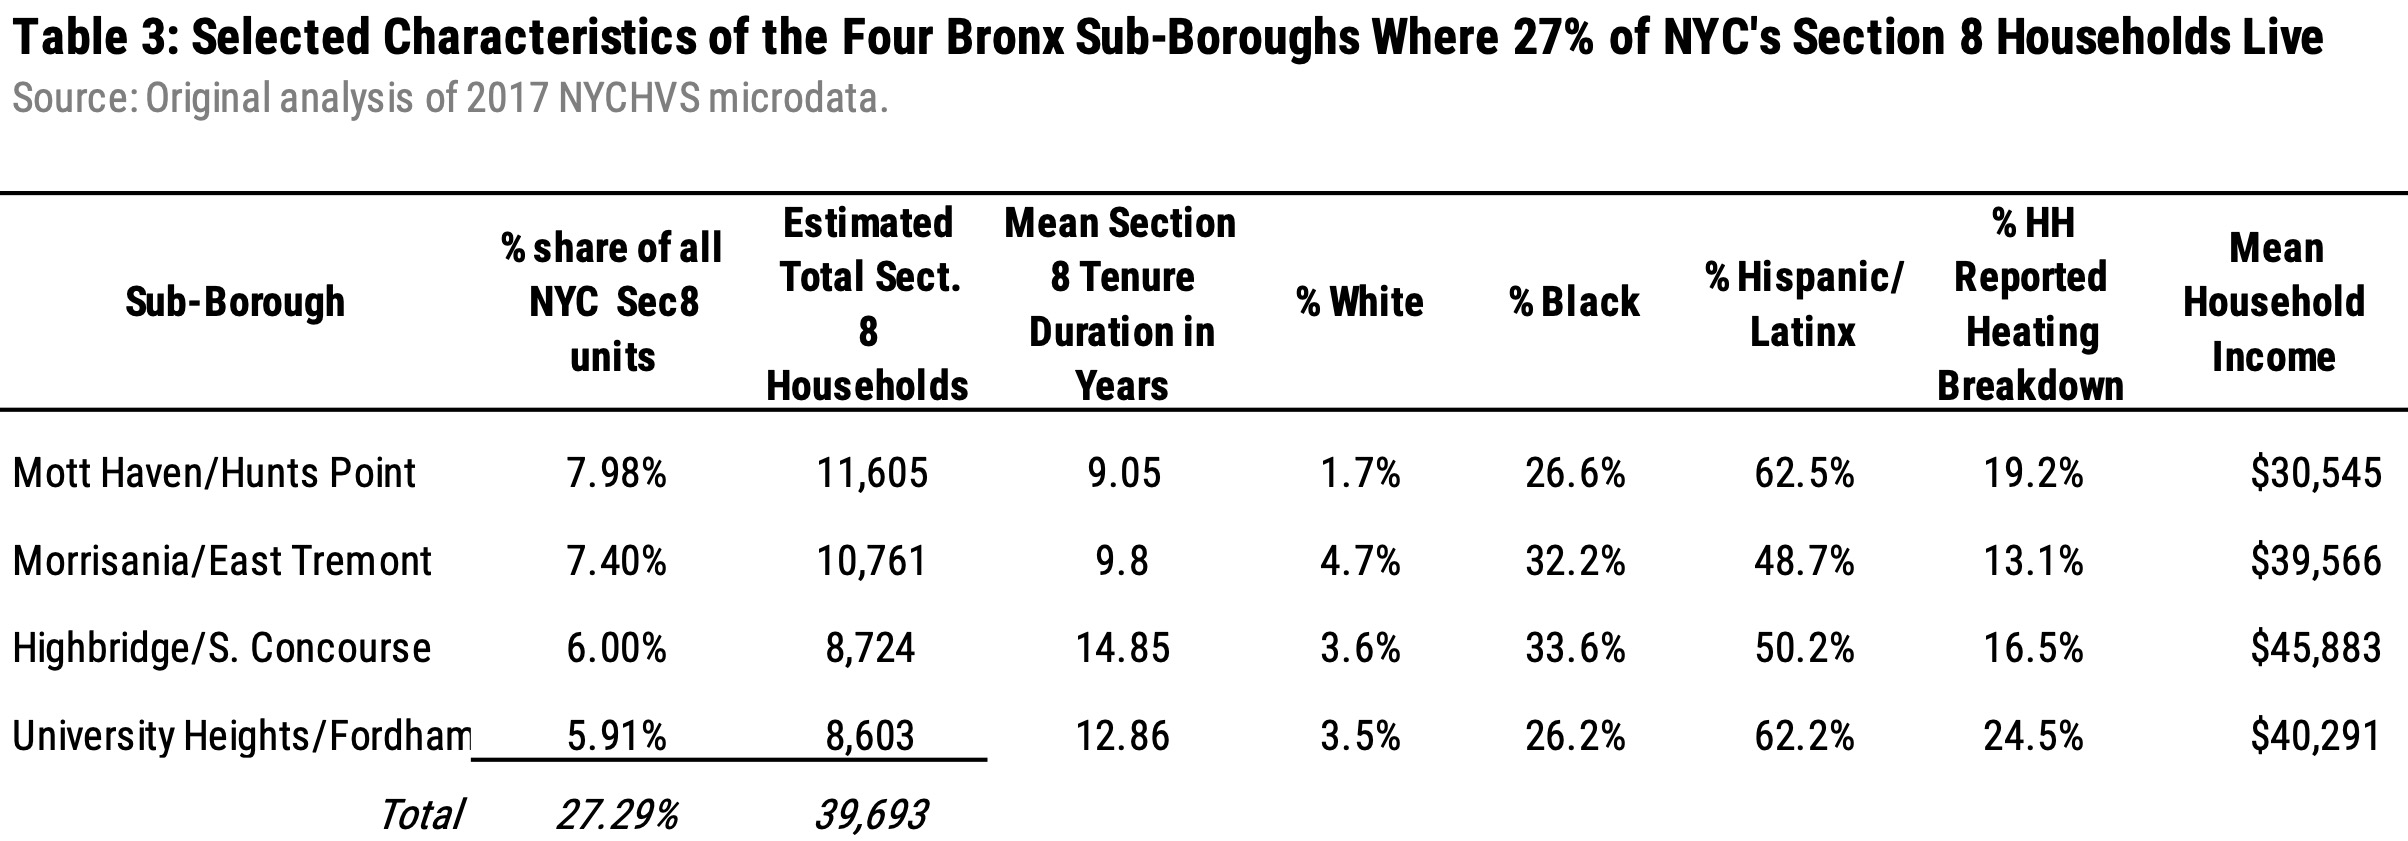 Table 3: Selected Characteristics of the Four Bronx Sub-Boroughs Where 27% of NYC's Section 8 Households Live
Source: Original analysis of 2017 NYCHVS microdata.
Sub-Borough
% share of all
NYC Sec8
units
Estimated
Total Sect.
8
Households
Mean Section
8 Tenure
Duration in
Years
% White
% Black
% Hispanic/
Latinx
% HH
Reported
Heating
Breakdown
Mean
Household
Income
Mott Haven/Hunts Point 7.98% 11,605 9.05 1.7% 26.6% 62.5% 19.2% $30,545
Morrisania/East Tremont 7.40% 10,761 9.8 4.7% 32.2% 48.7% 13.1% $39,566
Highbridge/S. Concourse 6.00% 8,724 14.85 3.6% 33.6% 50.2% 16.5% $45,883
University Heights/Fordham 5.91% 8,603 12.86 3.5% 26.2% 62.2% 24.5% $40,291
Total 27.29% 39,693